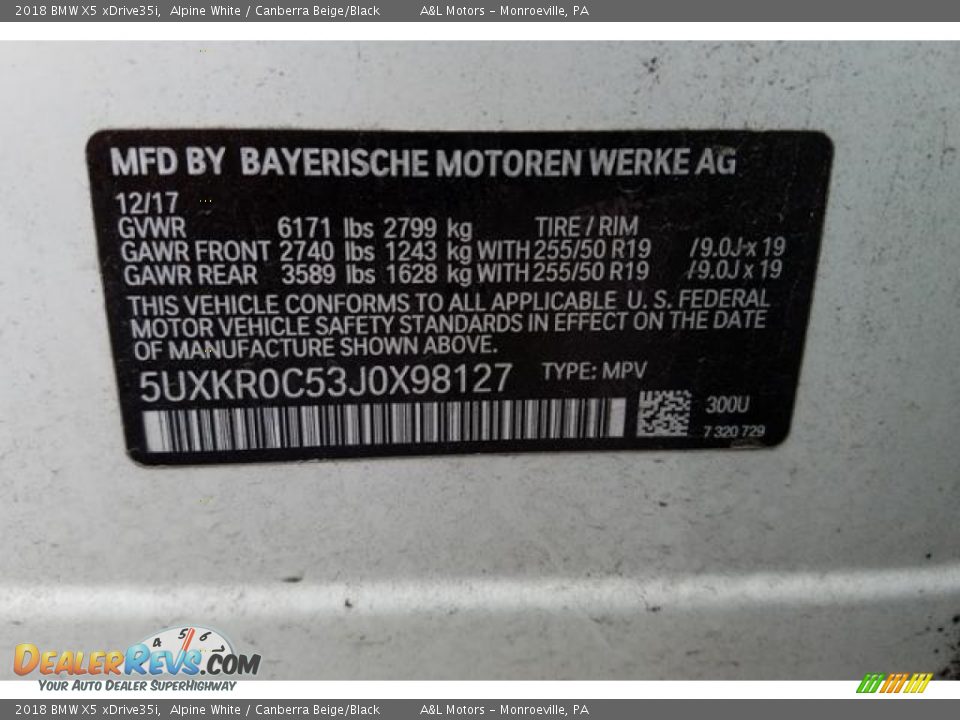 2018 BMW X5 xDrive35i, Alpine White / Canberra Beige/Black A&L Motors - Monroeville, PA
MFD BY BAYERISCHE MOTOREN WERKE AG
12/17
GVWR 6171 lbs 2799 kg TIRE / RIM
GAWR FRONT 2740 lbs 1243 kg WITH 255/50 R19 /9.0J x 19
GAWR REAR 3589 lbs 1628 kg WITH 255/50 R19 /9.0J x 19
THIS VEHICLE CONFORMS TO ALL APPLICABLE U. S. FEDERAL
MOTOR VEHICLE SAFETY STANDARDS IN EFFECT ON THE DATE
OF MANUFACTURE SHOWN ABOVE.
5UXKR0C53J0X98127 TYPE: MPV
300U
7 320 729
4 5 6 7
DealerRevs.com
Your Auto Dealer SuperHighway
2018 BMW X5 xDrive35i, Alpine White / Canberra Beige/Black A&L Motors - Monroeville, PA